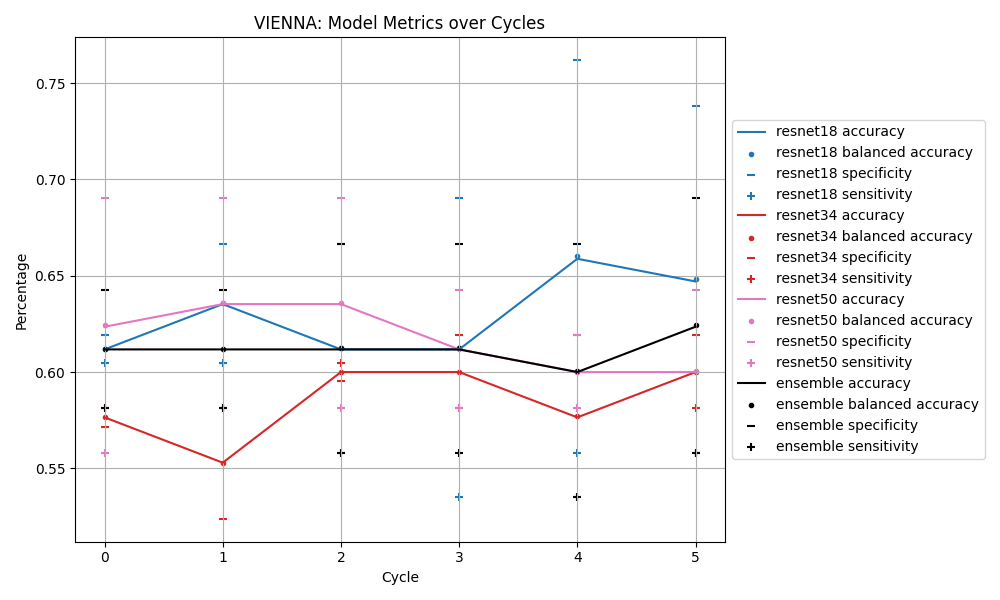 VIENNA: Model Metrics over Cycles
Percentage
0.75
0.70
0.65
0.60
0.55
0
1
2
3
4
5
Cycle
resnet18 accuracy
resnet18 balanced accuracy
resnet18 specificity
resnet18 sensitivity
resnet34 accuracy
resnet34 balanced accuracy
resnet34 specificity
resnet34 sensitivity
resnet50 accuracy
resnet50 balanced accuracy
resnet50 specificity
resnet50 sensitivity
ensemble accuracy
ensemble balanced accuracy
ensemble specificity
ensemble sensitivity